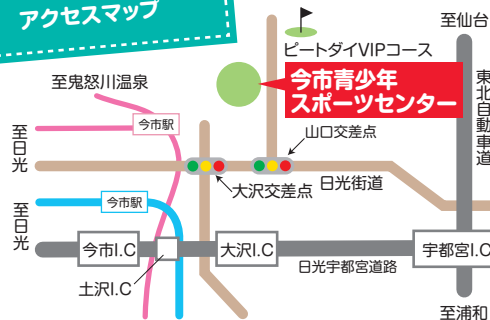 アクセスマップ
至仙台
ピートダイVIPコース
今市青少年
スポーツセンター
東北自動車道
至鬼怒川温泉
至日光
今市駅
山口交差点
大沢交差点
日光街道
至日光
今市駅
今市I.C
大沢I.C
宇都宮I.C
日光宇都宮道路
土沢I.C
至浦和